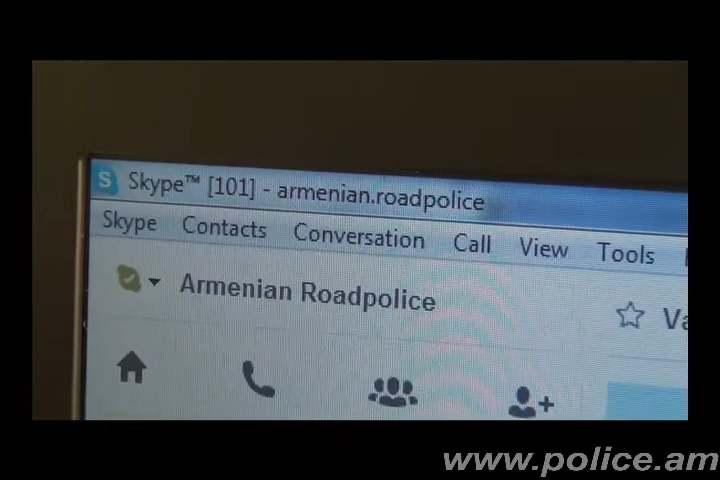 Skype™ [101] - armenian.roadpolice
Skype Contacts Conversation Call View Tools
Armenian Roadpolice
www.police.am